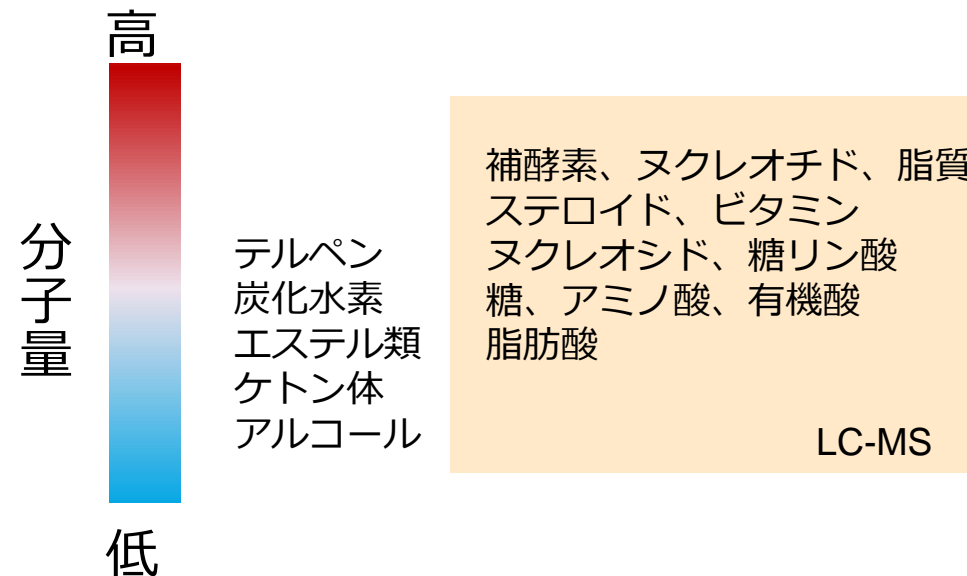 高
分子量
低
テルペン
炭化水素
エステル類
ケトン体
アルコール
補酵素、ヌクレオチド、脂質
ステロイド、ビタミン
ヌクレオシド、糖リン酸
糖、アミノ酸、有機酸
脂肪酸
LC-MS